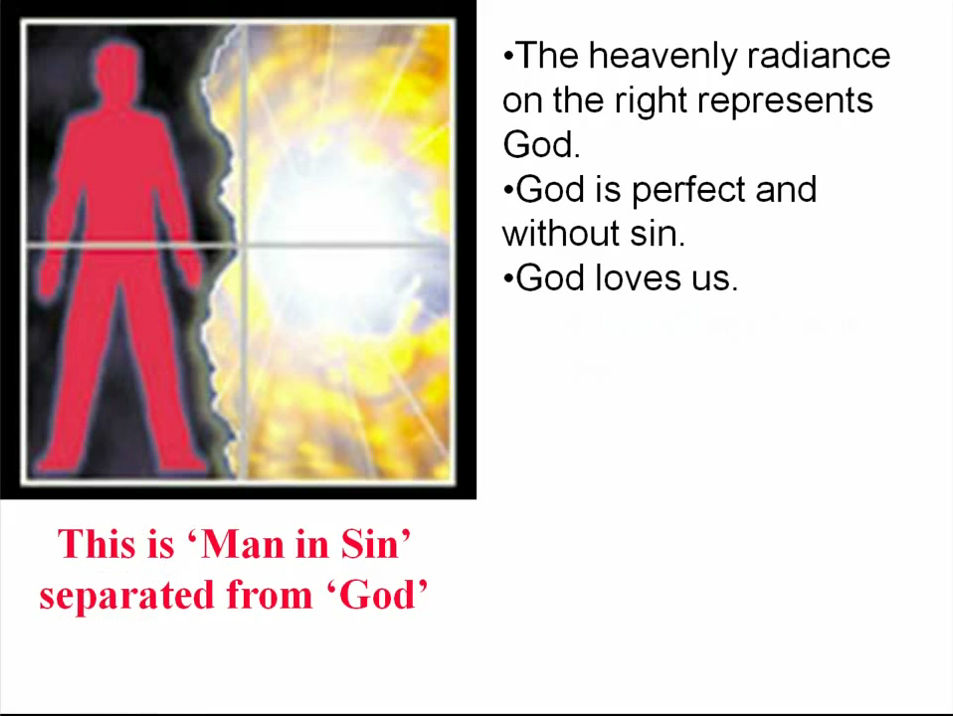 •The heavenly radiance
on the right represents
God.
•God is perfect and
without sin.
•God loves us.
This is ‘Man in Sin’
separated from ‘God’